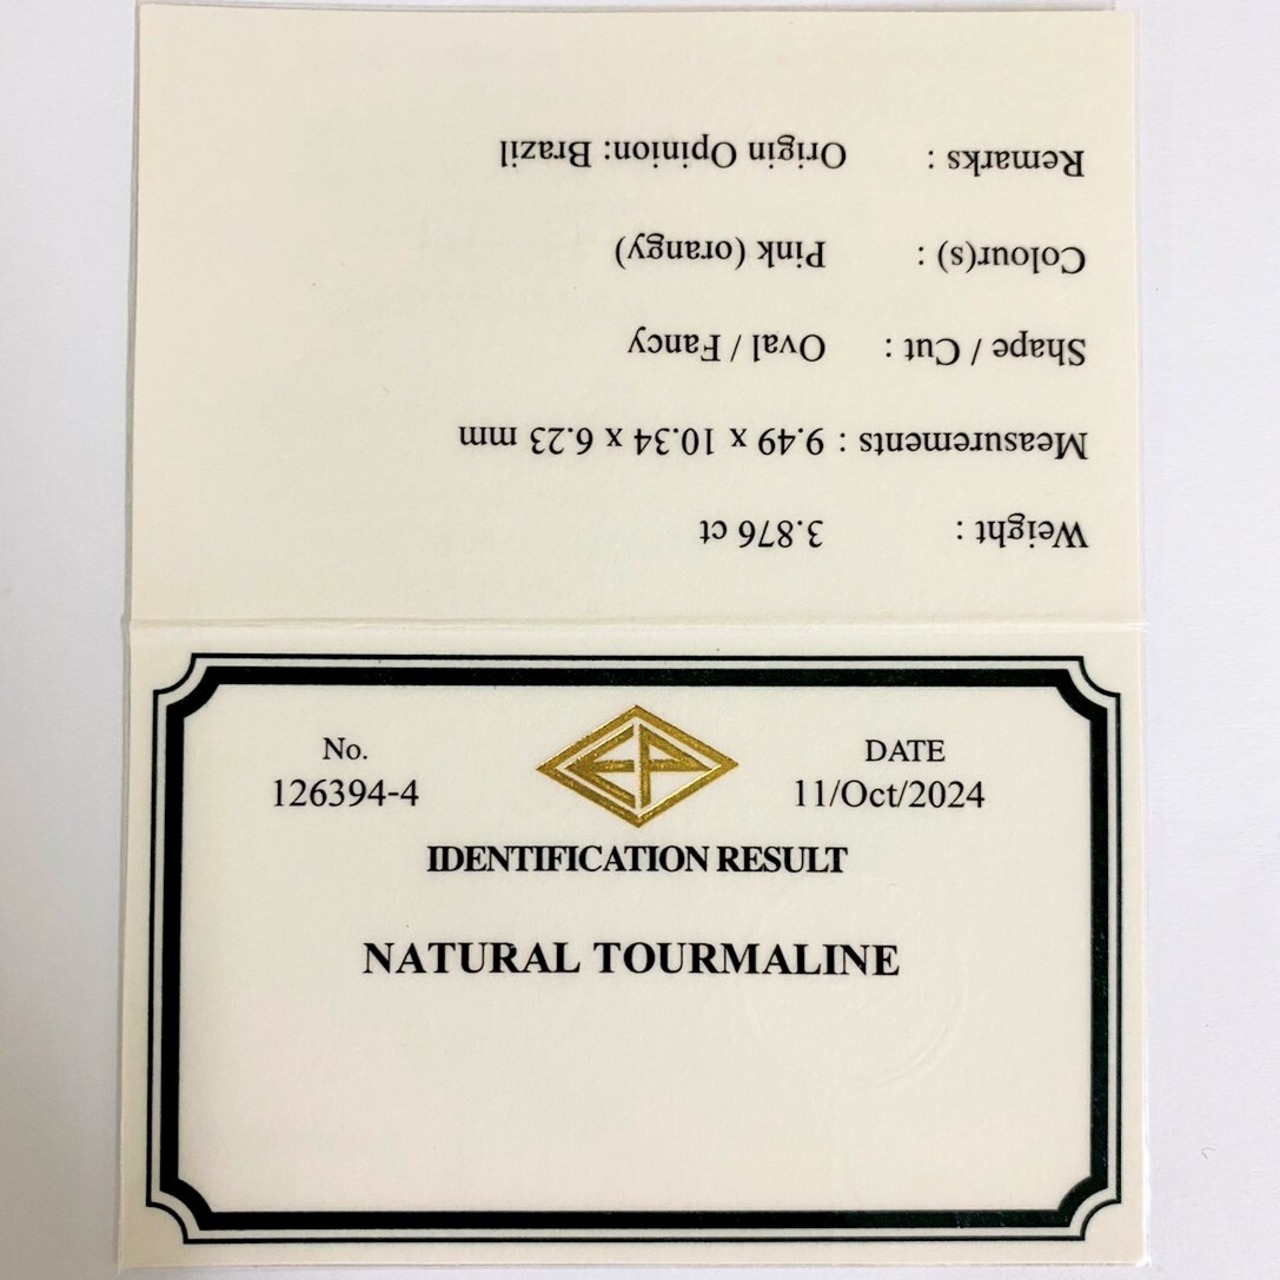 Weight : 3.876 ct
Measurements : 9.49 x 10.34 x 6.23 mm
Shape / Cut : Oval / Fancy
Colour(s) : Pink (orangy)
Remarks : Origin Opinion: Brazil
No.
126394-4
EP
DATE
11/Oct/2024
IDENTIFICATION RESULT
NATURAL TOURMALINE